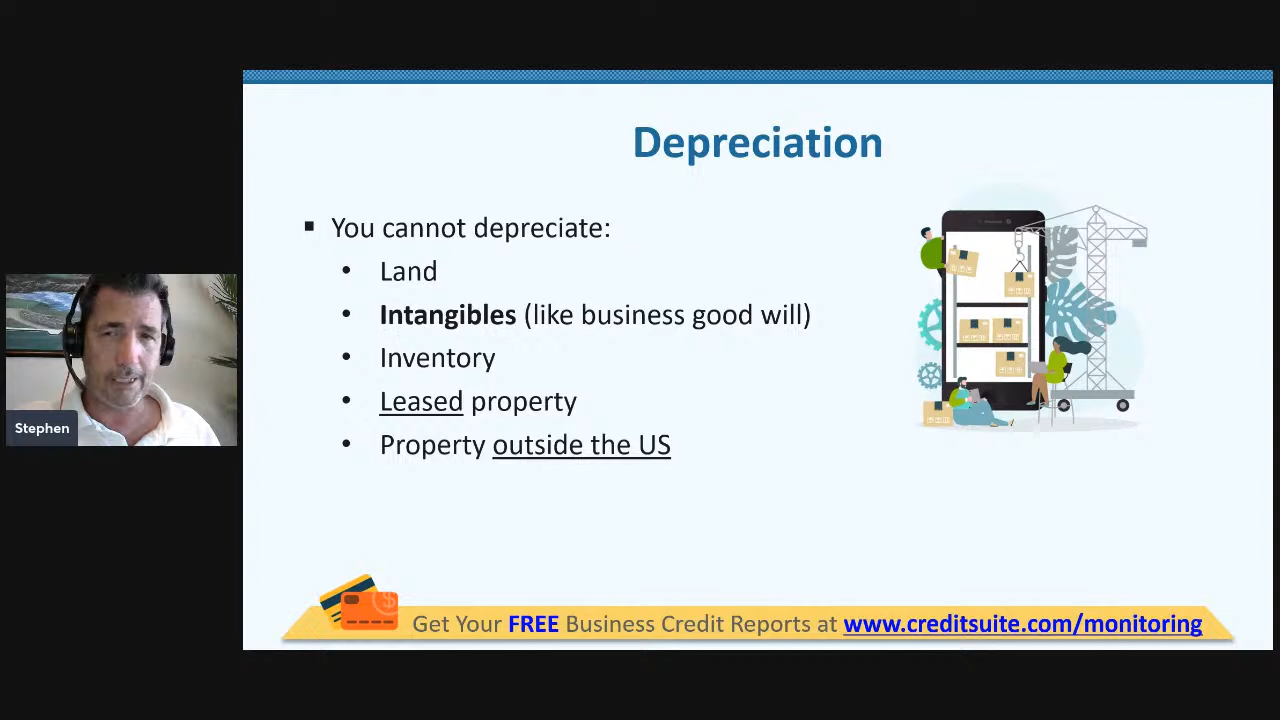 Depreciation
▪ You cannot depreciate:
• Land
• Intangibles (like business good will)
• Inventory
• Leased property
• Property outside the US
Stephen
Get Your FREE Business Credit Reports at www.creditsuite.com/monitoring